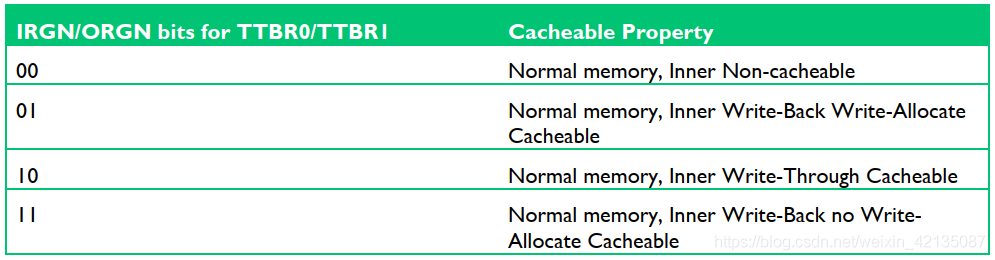 IRGN/ORGN bits for TTBR0/TTBR1 Cacheable Property
00 Normal memory, Inner Non-cacheable
01 Normal memory, Inner Write-Back Write-Allocate
Cacheable
10 Normal memory, Inner Write-Through Cacheable
11 Normal memory, Inner Write-Back no Write-
Allocate Cacheable
https://blog.csdn.net/weixin_42135087